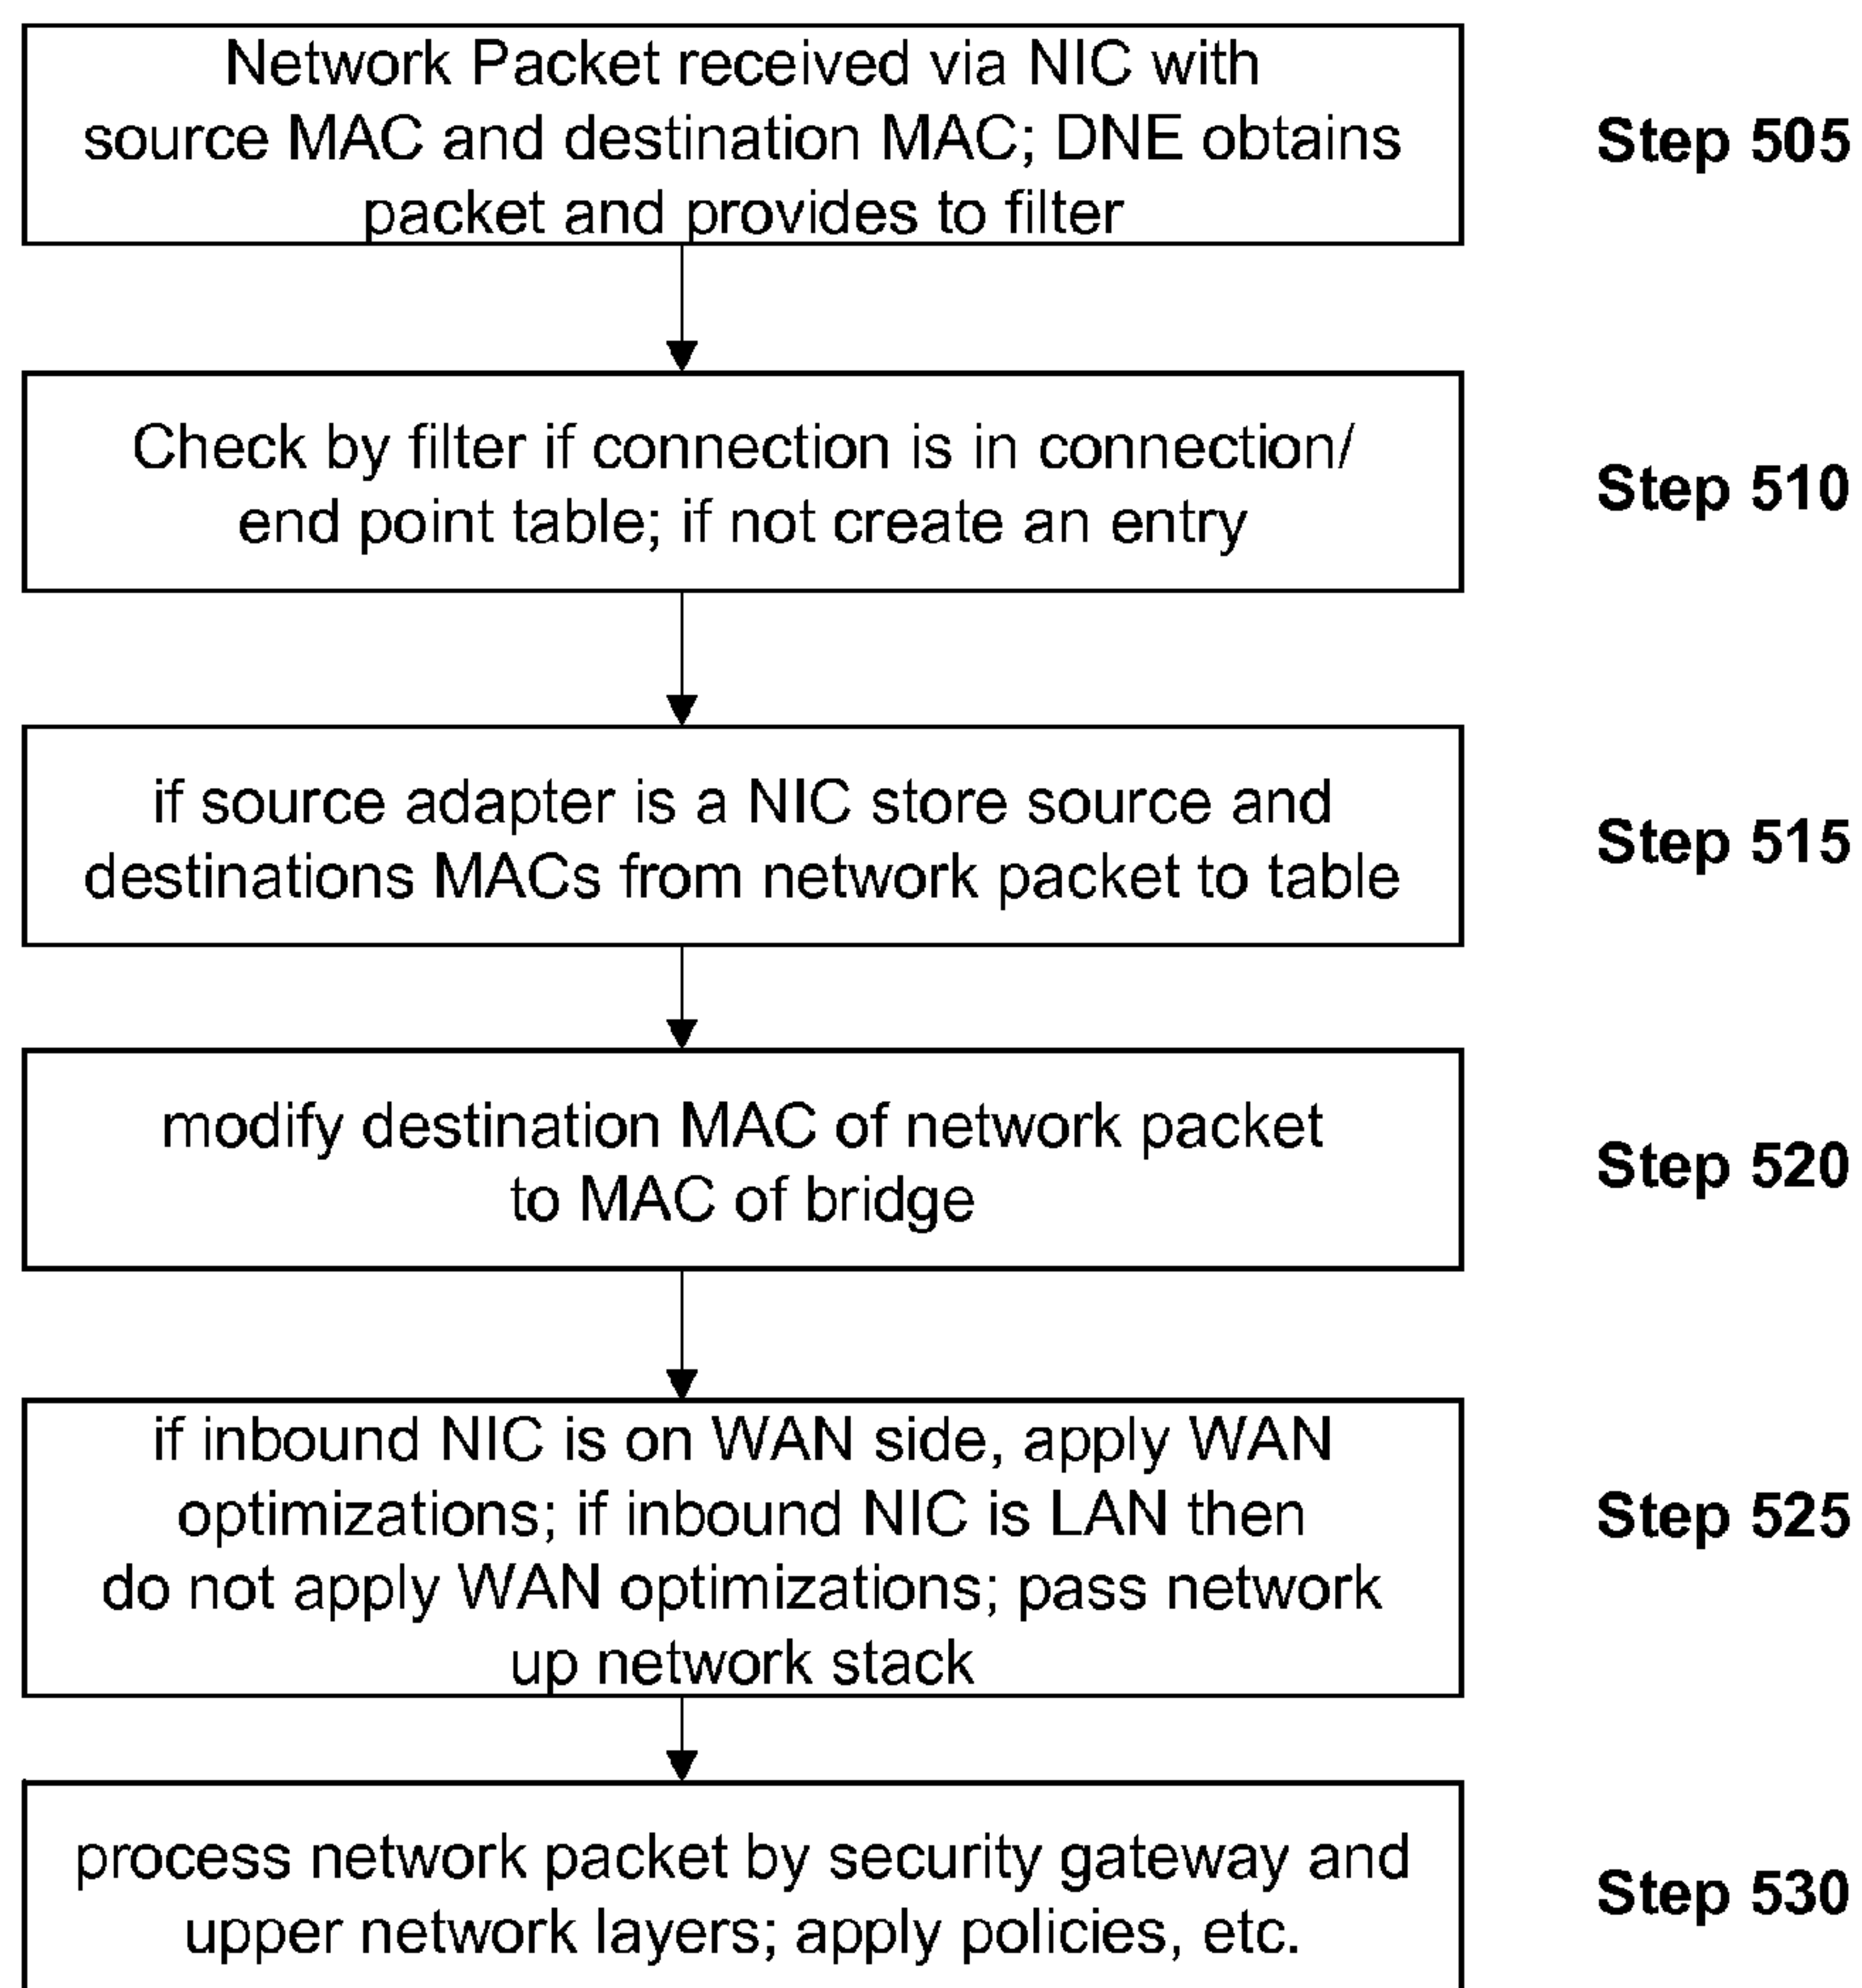 Network Packet received via NIC with
source MAC and destination MAC; DNE obtains
packet and provides to filter
Step 505
Check by filter if connection is in connection/
end point table; if not create an entry
Step 510
if source adapter is a NIC store source and
destinations MACs from network packet to table
Step 515
modify destination MAC of network packet
to MAC of bridge
Step 520
if inbound NIC is on WAN side, apply WAN
optimizations; if inbound NIC is LAN then
do not apply WAN optimizations; pass network
up network stack
Step 525
process network packet by security gateway and
upper network layers; apply policies, etc.
Step 530